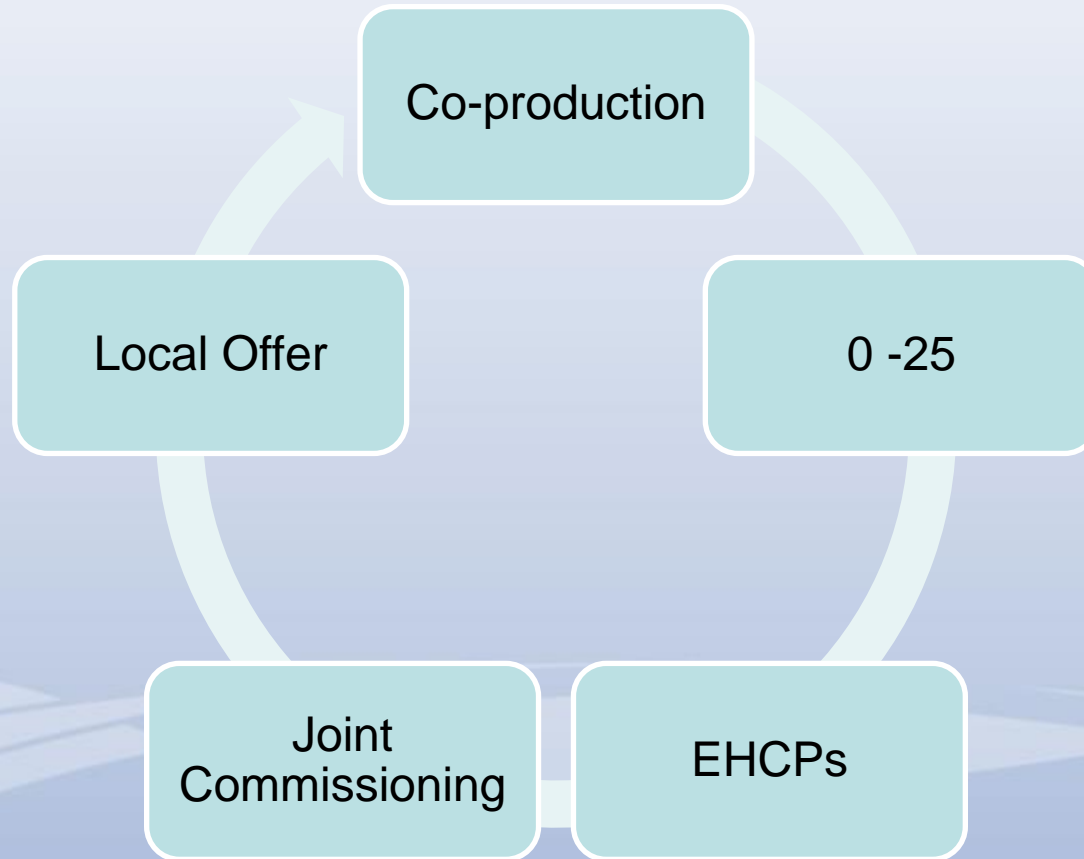 Co-production
Local Offer
0 -25
Joint
Commissioning
EHCPs